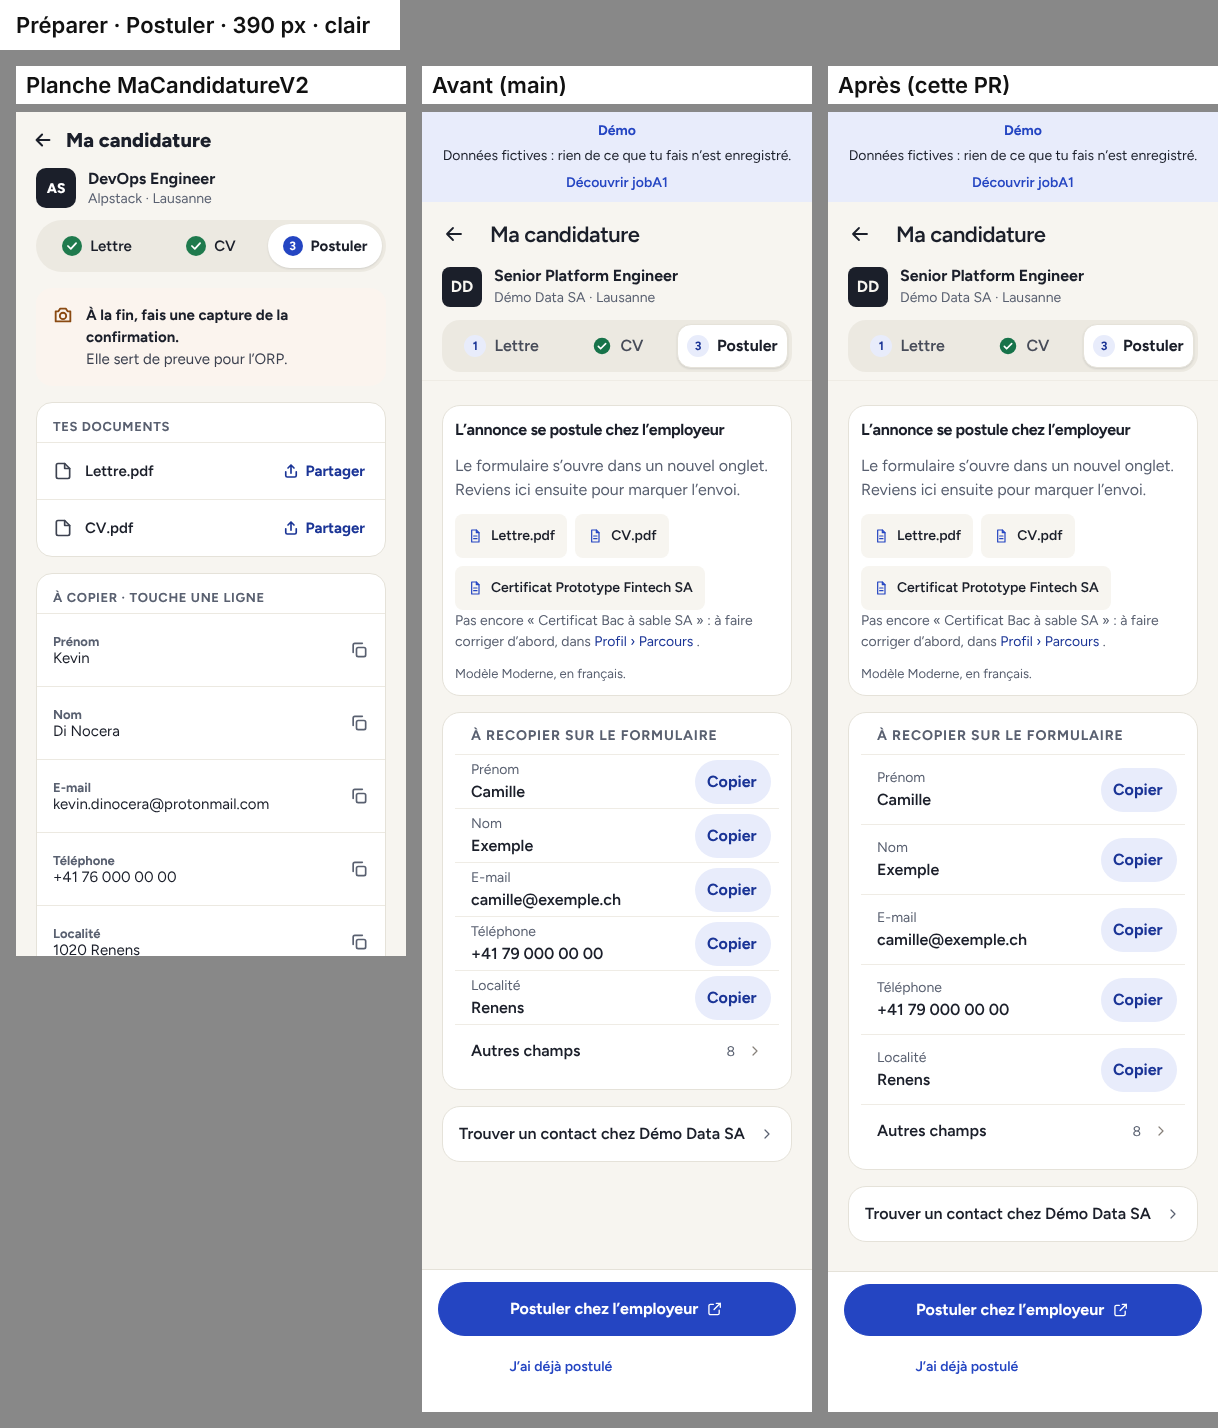 Préparer · Postuler · 390 px · clair
Planche MaCandidatureV2
Ma candidature
AS
DevOps Engineer
Alpstack · Lausanne
Lettre
CV
3 Postuler
À la fin, fais une capture de la
confirmation.
Elle sert de preuve pour l’ORP.
TES DOCUMENTS
Lettre.pdf Partager
CV.pdf Partager
À COPIER · TOUCHE UNE LIGNE
Prénom
Kevin
Nom
Di Nocera
E-mail
kevin.dinocera@protonmail.com
Téléphone
+41 76 000 00 00
Localité
1020 Renens
Avant (main)
Démo
Données fictives : rien de ce que tu fais n’est enregistré.
Découvrir jobA1
Ma candidature
DD
Senior Platform Engineer
Démo Data SA · Lausanne
1 Lettre
CV
3 Postuler
L’annonce se postule chez l’employeur
Le formulaire s’ouvre dans un nouvel onglet.
Reviens ici ensuite pour marquer l’envoi.
Lettre.pdf
CV.pdf
Certificat Prototype Fintech SA
Pas encore « Certificat Bac à sable SA » : à faire
corriger d’abord, dans Profil › Parcours .
Modèle Moderne, en français.
À RECOPIER SUR LE FORMULAIRE
Prénom
Camille
Copier
Nom
Exemple
Copier
E-mail
camille@exemple.ch
Copier
Téléphone
+41 79 000 00 00
Copier
Localité
Renens
Copier
Autres champs 8
Trouver un contact chez Démo Data SA
Postuler chez l’employeur
J’ai déjà postulé
Après (cette PR)
Démo
Données fictives : rien de ce que tu fais n’est enregistré.
Découvrir jobA1
Ma candidature
DD
Senior Platform Engineer
Démo Data SA · Lausanne
1 Lettre
CV
3 Postuler
L’annonce se postule chez l’employeur
Le formulaire s’ouvre dans un nouvel onglet.
Reviens ici ensuite pour marquer l’envoi.
Lettre.pdf
CV.pdf
Certificat Prototype Fintech SA
Pas encore « Certificat Bac à sable SA » : à faire
corriger d’abord, dans Profil › Parcours .
Modèle Moderne, en français.
À RECOPIER SUR LE FORMULAIRE
Prénom
Camille
Copier
Nom
Exemple
Copier
E-mail
camille@exemple.ch
Copier
Téléphone
+41 79 000 00 00
Copier
Localité
Renens
Copier
Autres champs 8
Trouver un contact chez Démo Data SA
Postuler chez l’employeur
J’ai déjà postulé